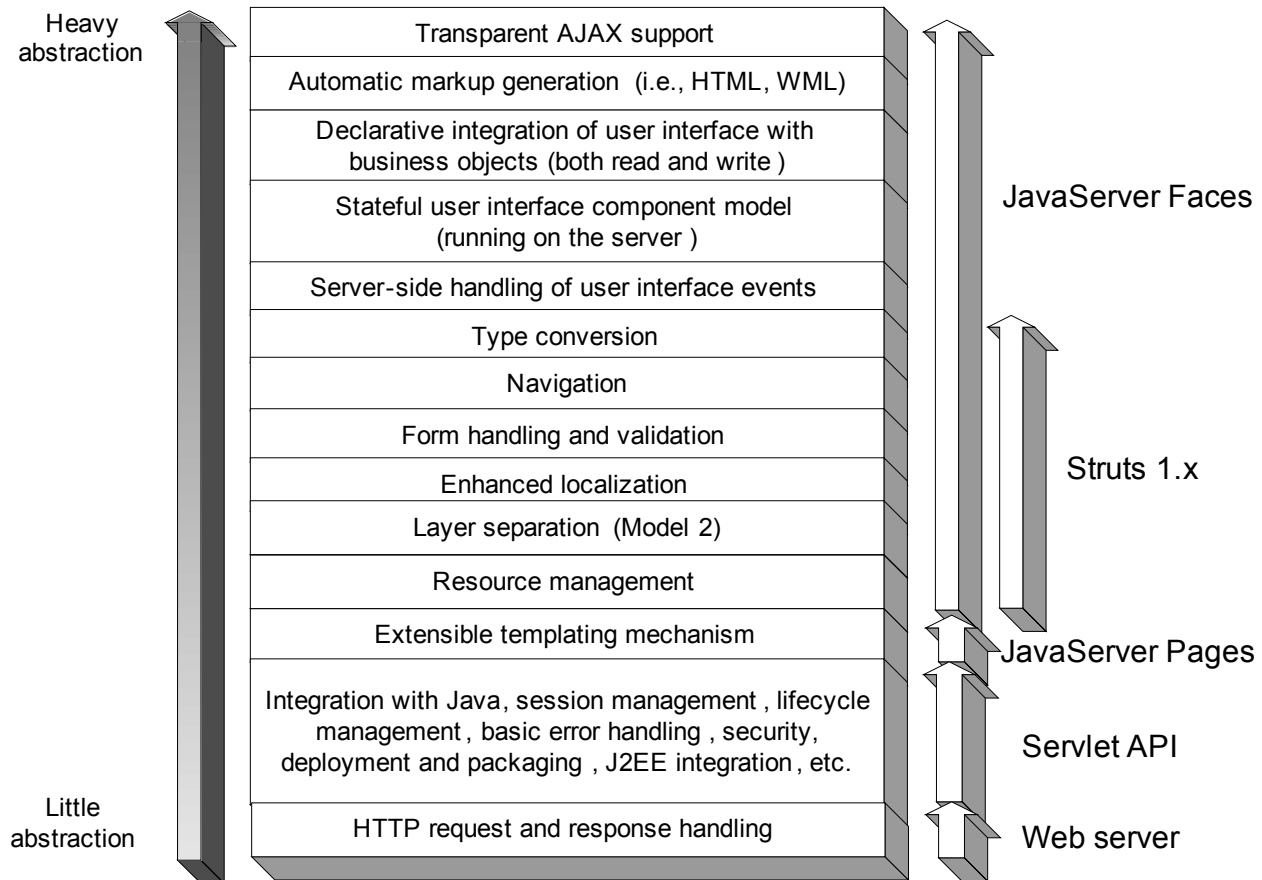 Heavy
abstraction
Transparent AJAX support
Automatic markup generation (i.e., HTML, WML)
Declarative integration of user interface with
business objects (both read and write )
Stateful user interface component model
(running on the server )
JavaServer Faces
Server-side handling of user interface events
Type conversion
Navigation
Form handling and validation
Enhanced localization
Struts 1.x
Layer separation (Model 2)
Resource management
Extensible templating mechanism
JavaServer Pages
Integration with Java, session management , lifecycle
management , basic error handling , security,
deployment and packaging , J2EE integration , etc.
Servlet API
Little
abstraction
HTTP request and response handling
Web server